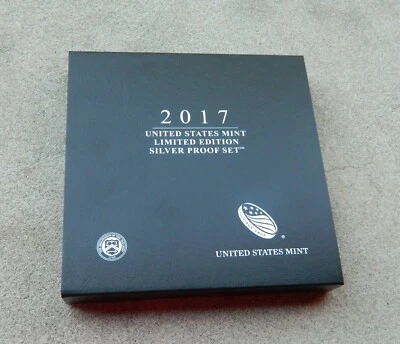 2017
UNITED STATES MINT
LIMITED EDITION
SILVER PROOF SET™
UNITED STATES MINT